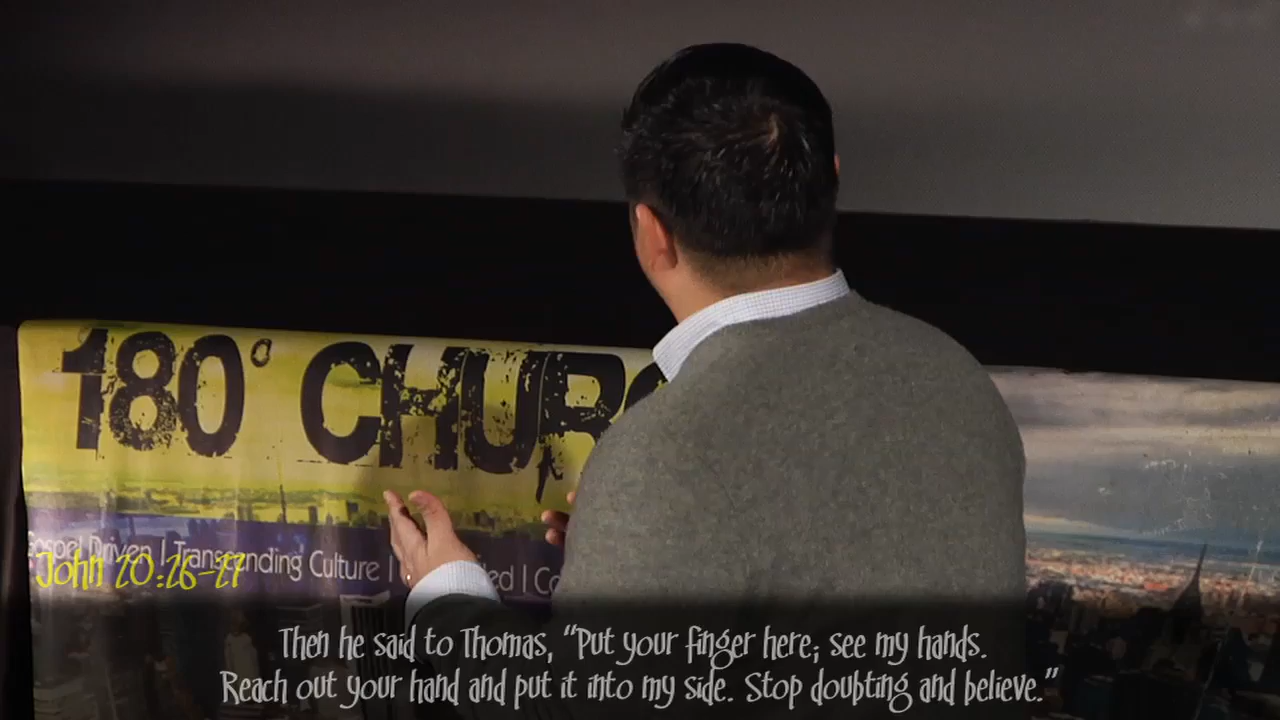 180° CHUR
Gospel Driven | Transcending Culture |
John 20:26-27
Then he said to Thomas, “Put your finger here; see my hands.
Reach out your hand and put it into my side. Stop doubting and believe.”